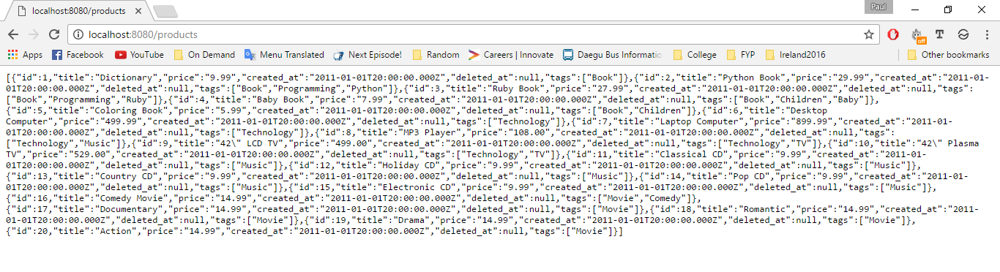 localhost:8080/products
Paul
localhost:8080/products
T
off
Apps Facebook YouTube On Demand Menu Translated Next Episode! Random Careers | Innovate Daegu Bus Informatio College FYP Ireland2016 Other bookmarks
[{"id":1,"title":"Dictionary","price":"9.99","created_at":"2011-01-01T20:00:00.000Z","deleted_at":null,"tags":["Book"]},{"id":2,"title":"Python Book","price":"29.99","created_at":"2011-01-
01T20:00:00.000Z","deleted_at":null,"tags":["Book","Programming","Python"]},{"id":3,"title":"Ruby Book","price":"27.99","created_at":"2011-01-01T20:00:00.000Z","deleted_at":null,"tags":
["Book","Programming","Ruby"]},{"id":4,"title":"Baby Book","price":"7.99","created_at":"2011-01-01T20:00:00.000Z","deleted_at":null,"tags":["Book","Children","Baby"]},
{"id":5,"title":"Coloring Book","price":"5.99","created_at":"2011-01-01T20:00:00.000Z","deleted_at":null,"tags":["Book","Children"]},{"id":6,"title":"Desktop
Computer","price":"499.99","created_at":"2011-01-01T20:00:00.000Z","deleted_at":null,"tags":["Technology"]},{"id":7,"title":"Laptop Computer","price":"899.99","created_at":"2011-01-
01T20:00:00.000Z","deleted_at":null,"tags":["Technology"]},{"id":8,"title":"MP3 Player","price":"108.00","created_at":"2011-01-01T20:00:00.000Z","deleted_at":null,"tags":
["Technology","Music"]},{"id":9,"title":"42\" LCD TV","price":"499.00","created_at":"2011-01-01T20:00:00.000Z","deleted_at":null,"tags":["Technology","TV"]},{"id":10,"title":"42\" Plasma
TV","price":"529.00","created_at":"2011-01-01T20:00:00.000Z","deleted_at":null,"tags":["Technology","TV"]},{"id":11,"title":"Classical CD","price":"9.99","created_at":"2011-01-
01T20:00:00.000Z","deleted_at":null,"tags":["Music"]},{"id":12,"title":"Holiday CD","price":"9.99","created_at":"2011-01-01T20:00:00.000Z","deleted_at":null,"tags":["Music"]},
{"id":13,"title":"Country CD","price":"9.99","created_at":"2011-01-01T20:00:00.000Z","deleted_at":null,"tags":["Music"]},{"id":14,"title":"Pop CD","price":"9.99","created_at":"2011-01-
01T20:00:00.000Z","deleted_at":null,"tags":["Music"]},{"id":15,"title":"Electronic CD","price":"9.99","created_at":"2011-01-01T20:00:00.000Z","deleted_at":null,"tags":["Music"]},
{"id":16,"title":"Comedy Movie","price":"14.99","created_at":"2011-01-01T20:00:00.000Z","deleted_at":null,"tags":["Movie","Comedy"]},
{"id":17,"title":"Documentary","price":"14.99","created_at":"2011-01-01T20:00:00.000Z","deleted_at":null,"tags":["Movie"]},{"id":18,"title":"Romantic","price":"14.99","created_at":"2011-
01-01T20:00:00.000Z","deleted_at":null,"tags":["Movie"]},{"id":19,"title":"Drama","price":"14.99","created_at":"2011-01-01T20:00:00.000Z","deleted_at":null,"tags":["Movie"]},
{"id":20,"title":"Action","price":"14.99","created_at":"2011-01-01T20:00:00.000Z","deleted_at":null,"tags":["Movie"]}]